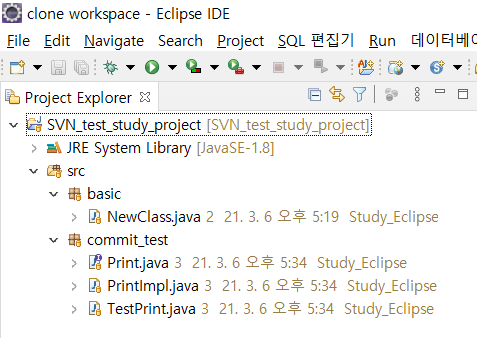 clone workspace - Eclipse IDE
File Edit Navigate Search Project SQL 편집기 Run 데이터베
Project Explorer
SVN_test_study_project [SVN_test_study_project]
JRE System Library [JavaSE-1.8]
src
basic
NewClass.java 2 21. 3. 6 오후 5:19 Study_Eclipse
commit_test
Print.java 3 21. 3. 6 오후 5:34 Study_Eclipse
PrintImpl.java 3 21. 3. 6 오후 5:34 Study_Eclipse
TestPrint.java 3 21. 3. 6 오후 5:34 Study_Eclipse